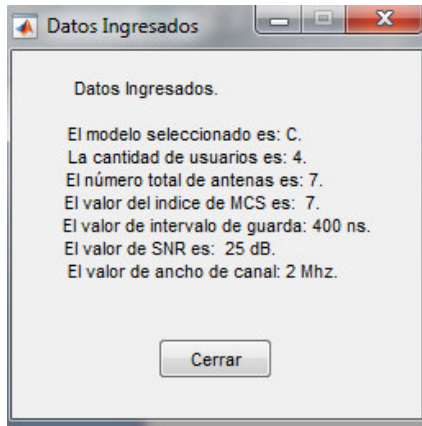 Datos Ingresados
Datos Ingresados.
El modelo seleccionado es: C.
La cantidad de usuarios es: 4.
El número total de antenas es: 7.
El valor del indice de MCS es: 7.
El valor de intervalo de guarda: 400 ns.
El valor de SNR es: 25 dB.
El valor de ancho de canal: 2 Mhz.
Cerrar